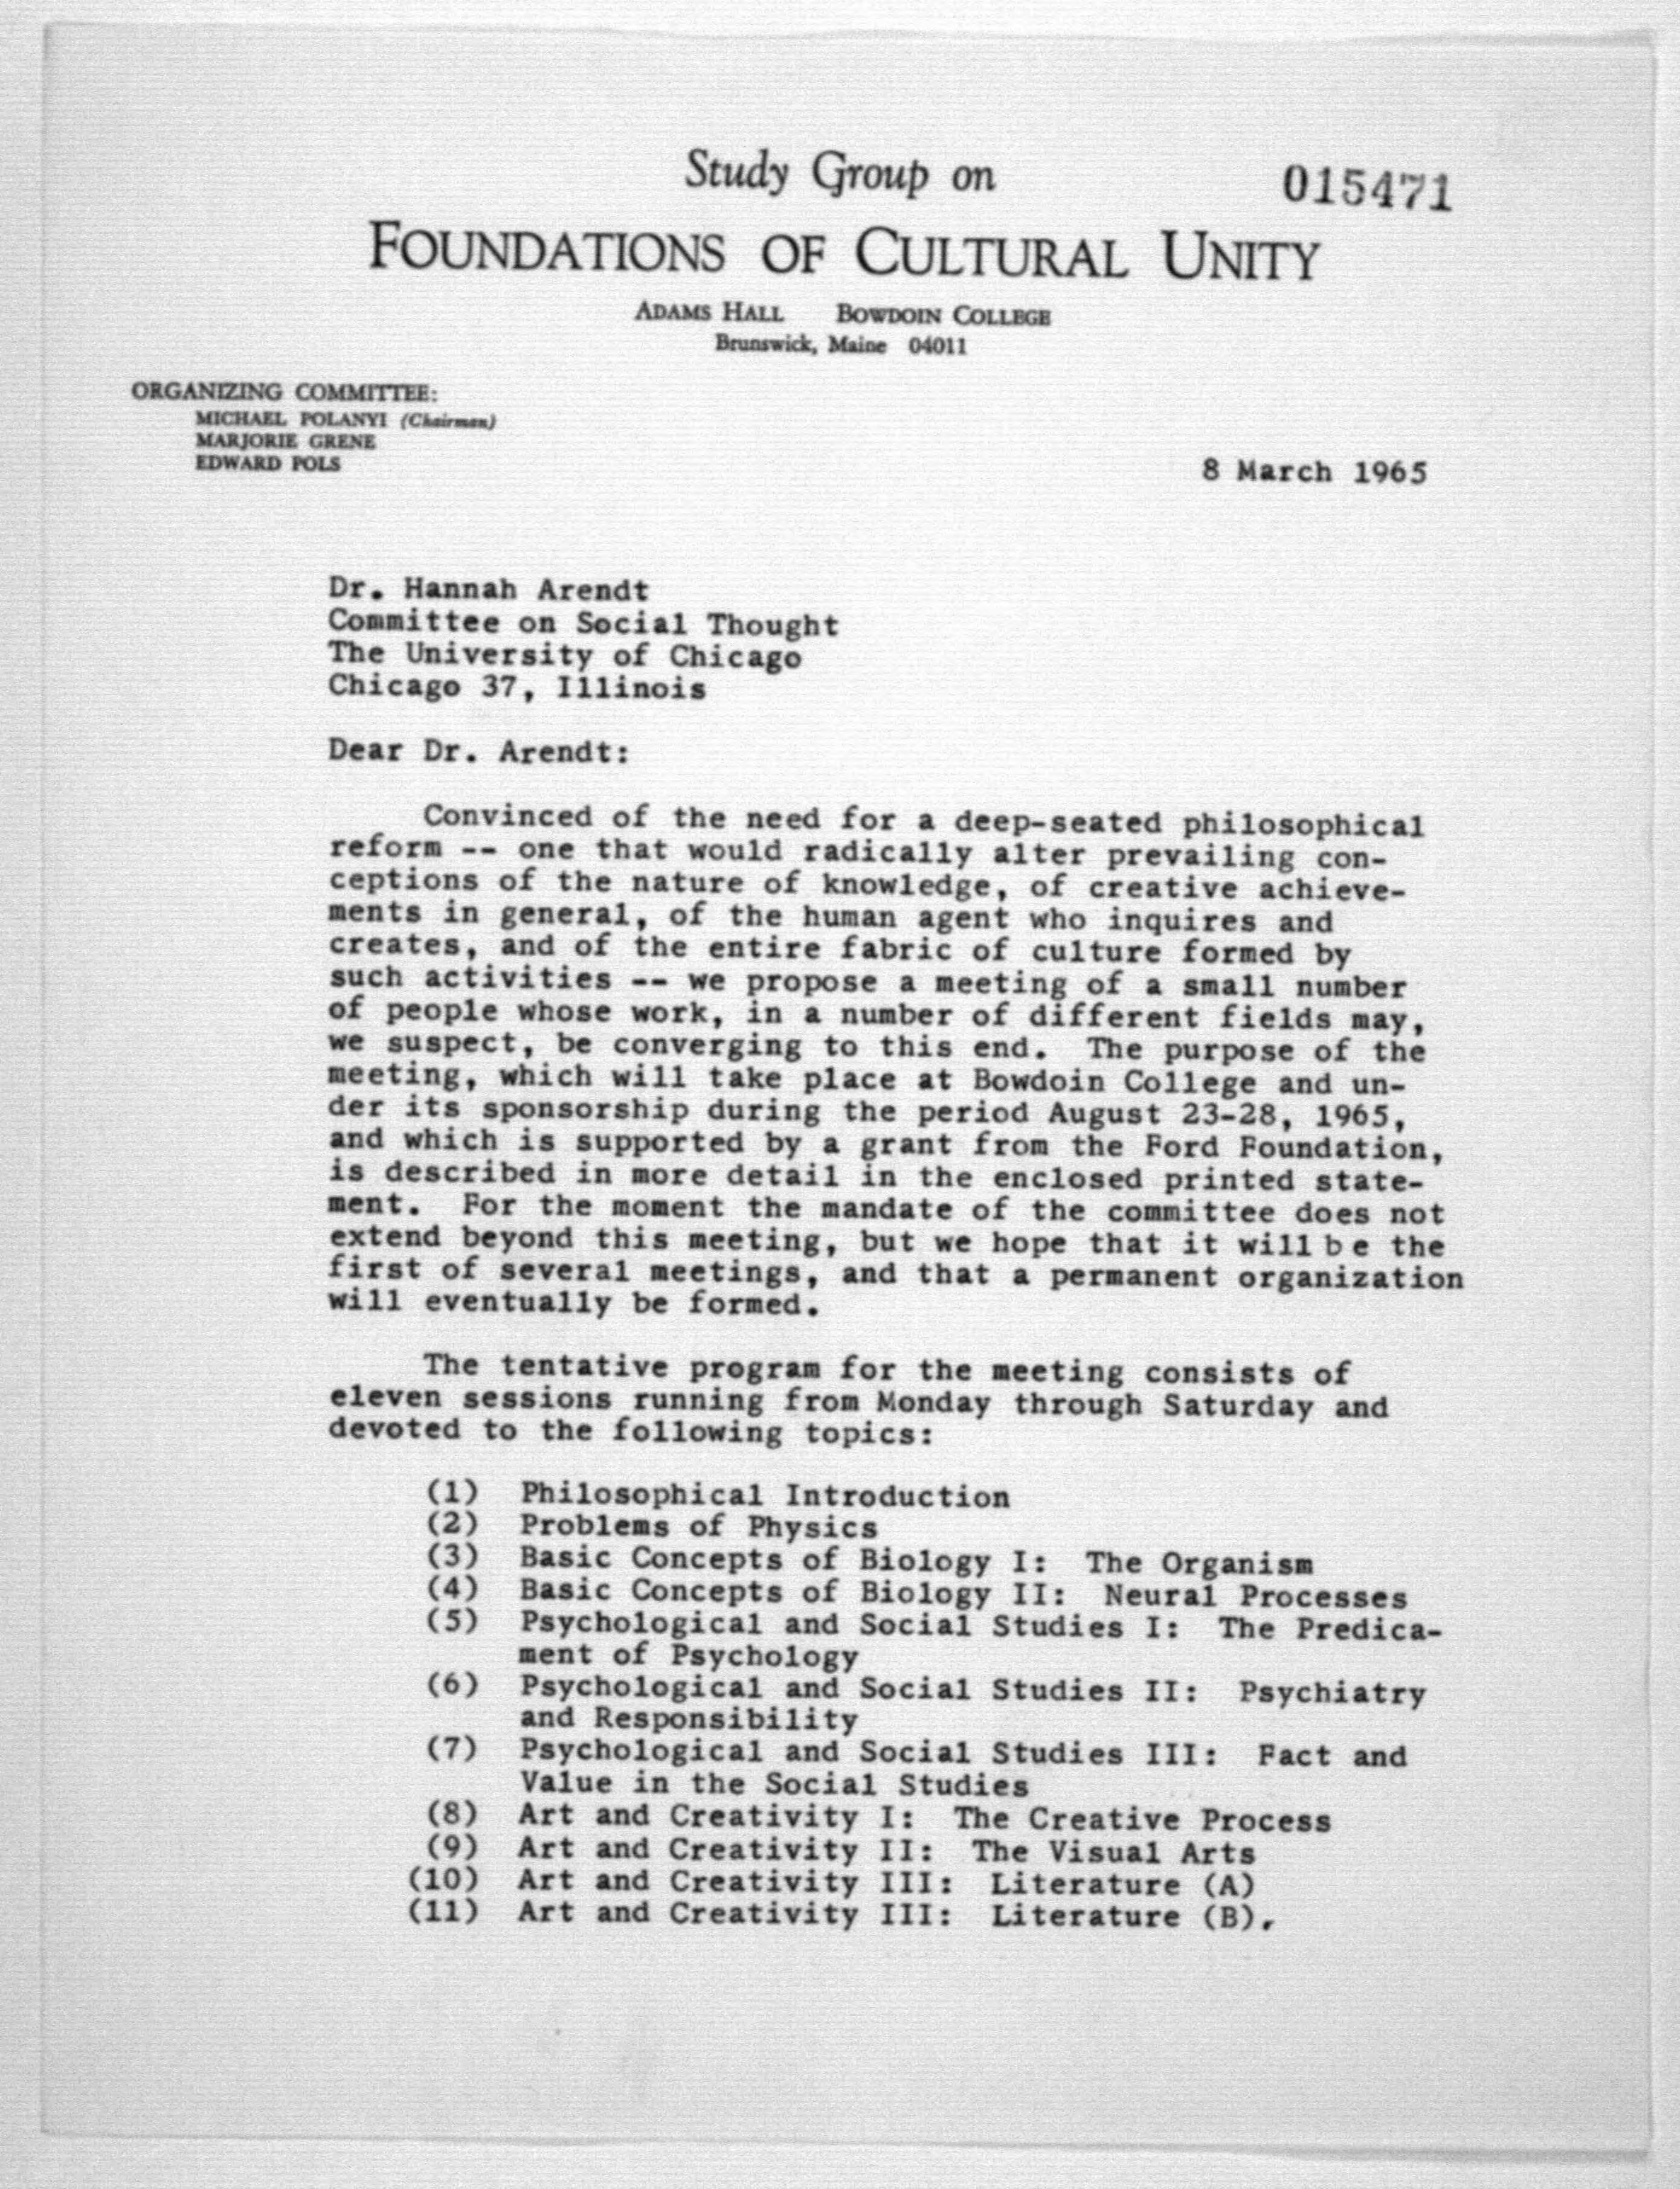 Study Group on
015471
FOUNDATIONS OF CULTURAL UNITY
ADAMS HALL BOWDOIN COLLEGE
Brunswick, Maine 04011
ORGANIZING COMMITTEE:
MICHAEL POLANYI (Chairman)
MARJORIE GRENE
EDWARD POLS
8 March 1965
Dr. Hannah Arendt
Committee on Social Thought
The University of Chicago
Chicago 37, Illinois
Dear Dr. Arendt:
Convinced of the need for a deep-seated philosophical
reform -- one that would radically alter prevailing con-
ceptions of the nature of knowledge, of creative achieve-
ments in general, of the human agent who inquires and
creates, and of the entire fabric of culture formed by
such activities -- we propose a meeting of a small number
of people whose work, in a number of different fields may,
we suspect, be converging to this end. The purpose of the
meeting, which will take place at Bowdoin College and un-
der its sponsorship during the period August 23-28, 1965,
and which is supported by a grant from the Ford Foundation,
is described in more detail in the enclosed printed state-
ment. For the moment the mandate of the committee does not
extend beyond this meeting, but we hope that it will be the
first of several meetings, and that a permanent organization
will eventually be formed.
The tentative program for the meeting consists of
eleven sessions running from Monday through Saturday and
devoted to the following topics:
(1) Philosophical Introduction
(2) Problems of Physics
(3) Basic Concepts of Biology I: The Organism
(4) Basic Concepts of Biology II: Neural Processes
(5) Psychological and Social Studies I: The Predica-
ment of Psychology
(6) Psychological and Social Studies II: Psychiatry
and Responsibility
(7) Psychological and Social Studies III: Fact and
Value in the Social Studies
(8) Art and Creativity I: The Creative Process
(9) Art and Creativity II: The Visual Arts
(10) Art and Creativity III: Literature (A)
(11) Art and Creativity III: Literature (B).